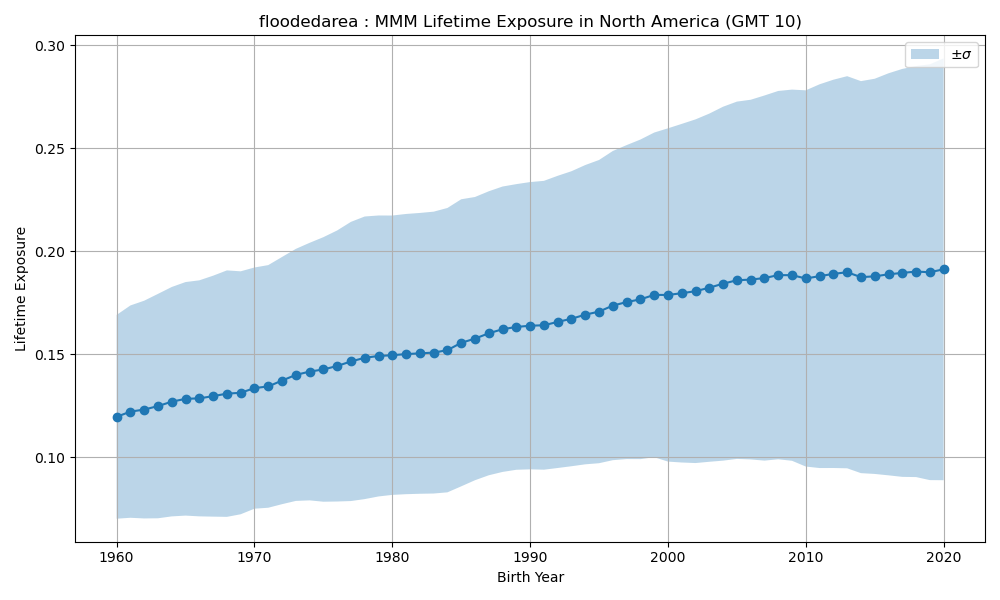 floodedarea : MMM Lifetime Exposure in North America (GMT 10)
±σ
Lifetime Exposure
0.30
0.25
0.20
0.15
0.10
1960 1970 1980 1990 2000 2010 2020
Birth Year